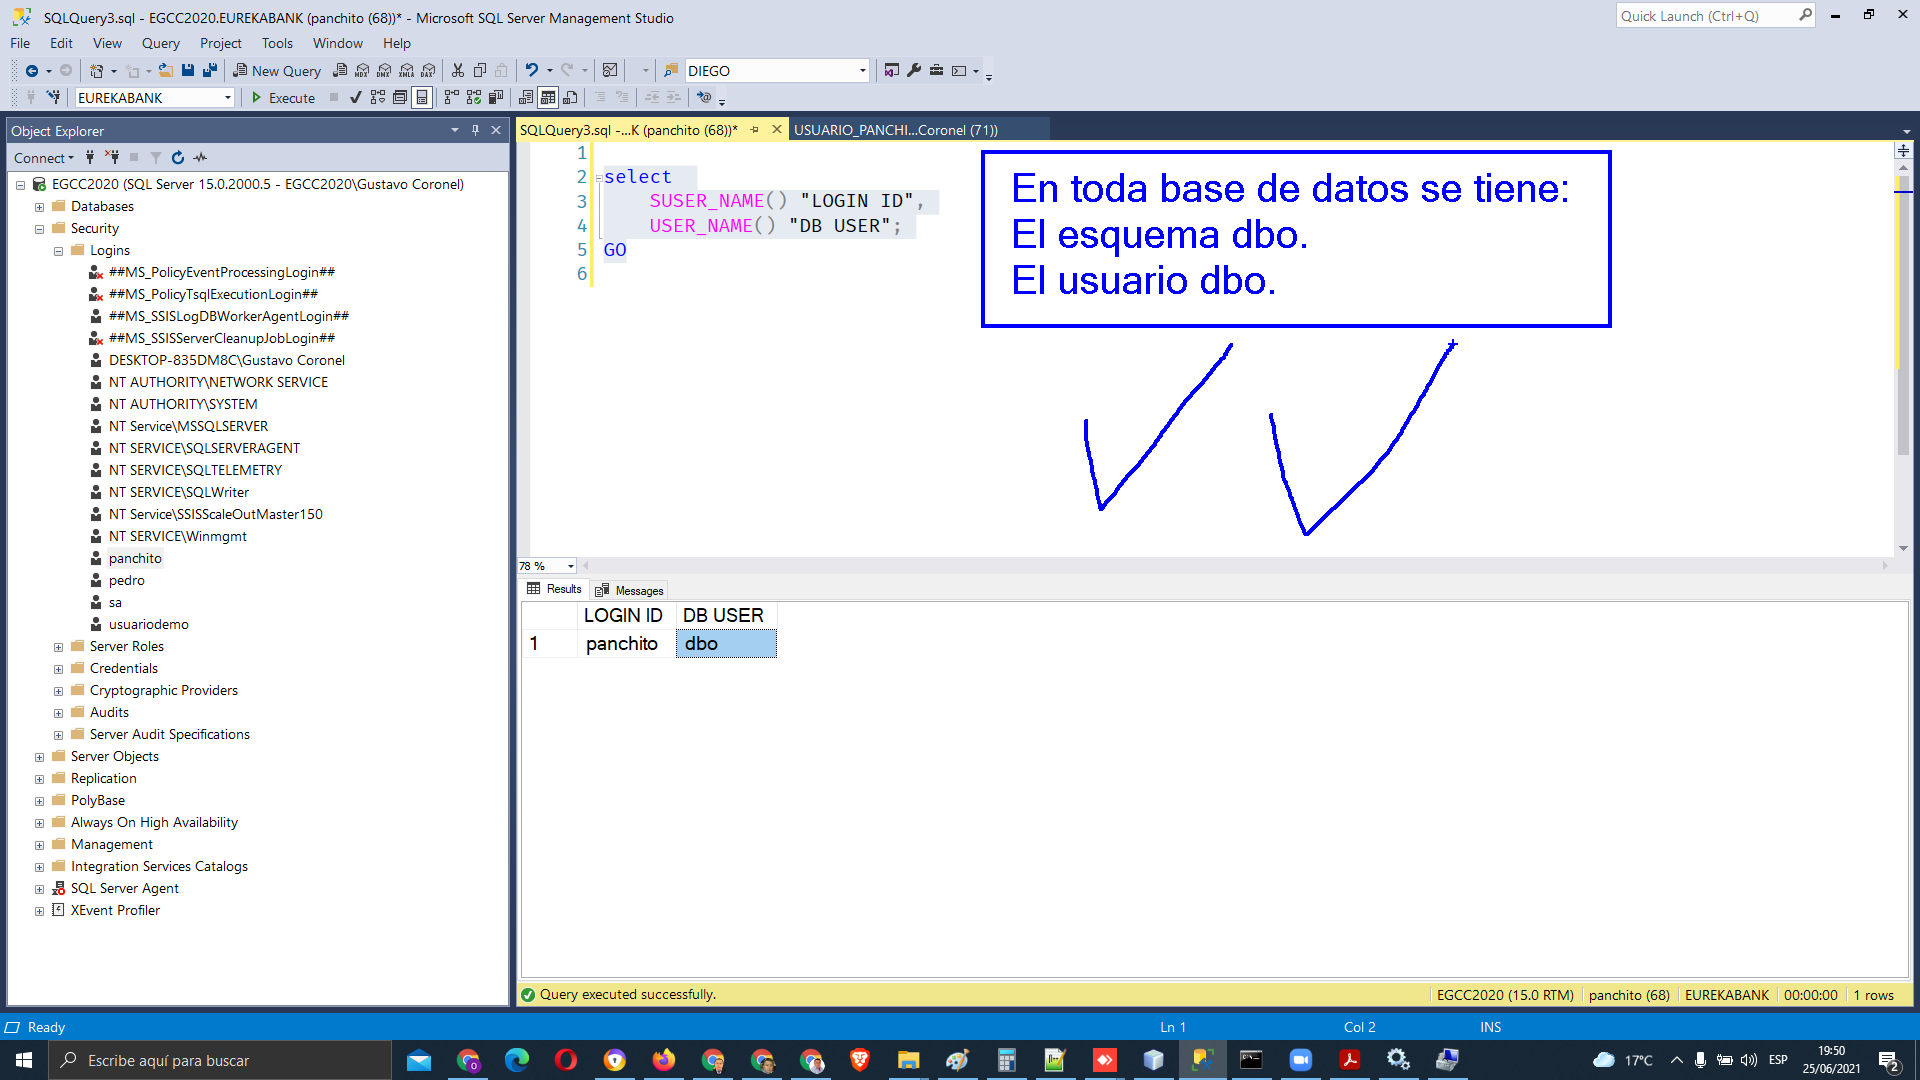 SQLQuery3.sql - EGCC2020.EUREKABANK (panchito (68))* - Microsoft SQL Server Management Studio
Quick Launch (Ctrl+Q)
File Edit View Query Project Tools Window Help
New Query MDX DMX XMLA DAX DIEGO
EUREKABANK Execute
Object Explorer
SQLQuery3.sql -...K (panchito (68))* USUARIO_PANCHI...Coronel (71))
Connect
EGCC2020 (SQL Server 15.0.2000.5 - EGCC2020\Gustavo Coronel)
Databases
Security
Logins
##MS_PolicyEventProcessingLogin##
##MS_PolicyTsqlExecutionLogin##
##MS_SSISLogDBWorkerAgentLogin##
##MS_SSISServerCleanupJobLogin##
DESKTOP-835DM8C\Gustavo Coronel
NT AUTHORITY\NETWORK SERVICE
NT AUTHORITY\SYSTEM
NT Service\MSSQLSERVER
NT SERVICE\SQLSERVERAGENT
NT SERVICE\SQLTELEMETRY
NT SERVICE\SQLWriter
NT Service\SSISScaleOutMaster150
NT SERVICE\Winmgmt
panchito
pedro
sa
usuariodemo
Server Roles
Credentials
Cryptographic Providers
Audits
Server Audit Specifications
Server Objects
Replication
PolyBase
Always On High Availability
Management
Integration Services Catalogs
SQL Server Agent
XEvent Profiler
1
2 select
3 SUSER_NAME() "LOGIN ID",
4 USER_NAME() "DB USER";
5 GO
6
En toda base de datos se tiene:
El esquema dbo.
El usuario dbo.
78 %
Results Messages
LOGIN ID DB USER
1 panchito dbo
Query executed successfully.
EGCC2020 (15.0 RTM) panchito (68) EUREKABANK 00:00:00 1 rows
Ready Ln 1 Col 2 INS
Escribe aquí para buscar
17°C ESP 19:50
25/06/2021
2